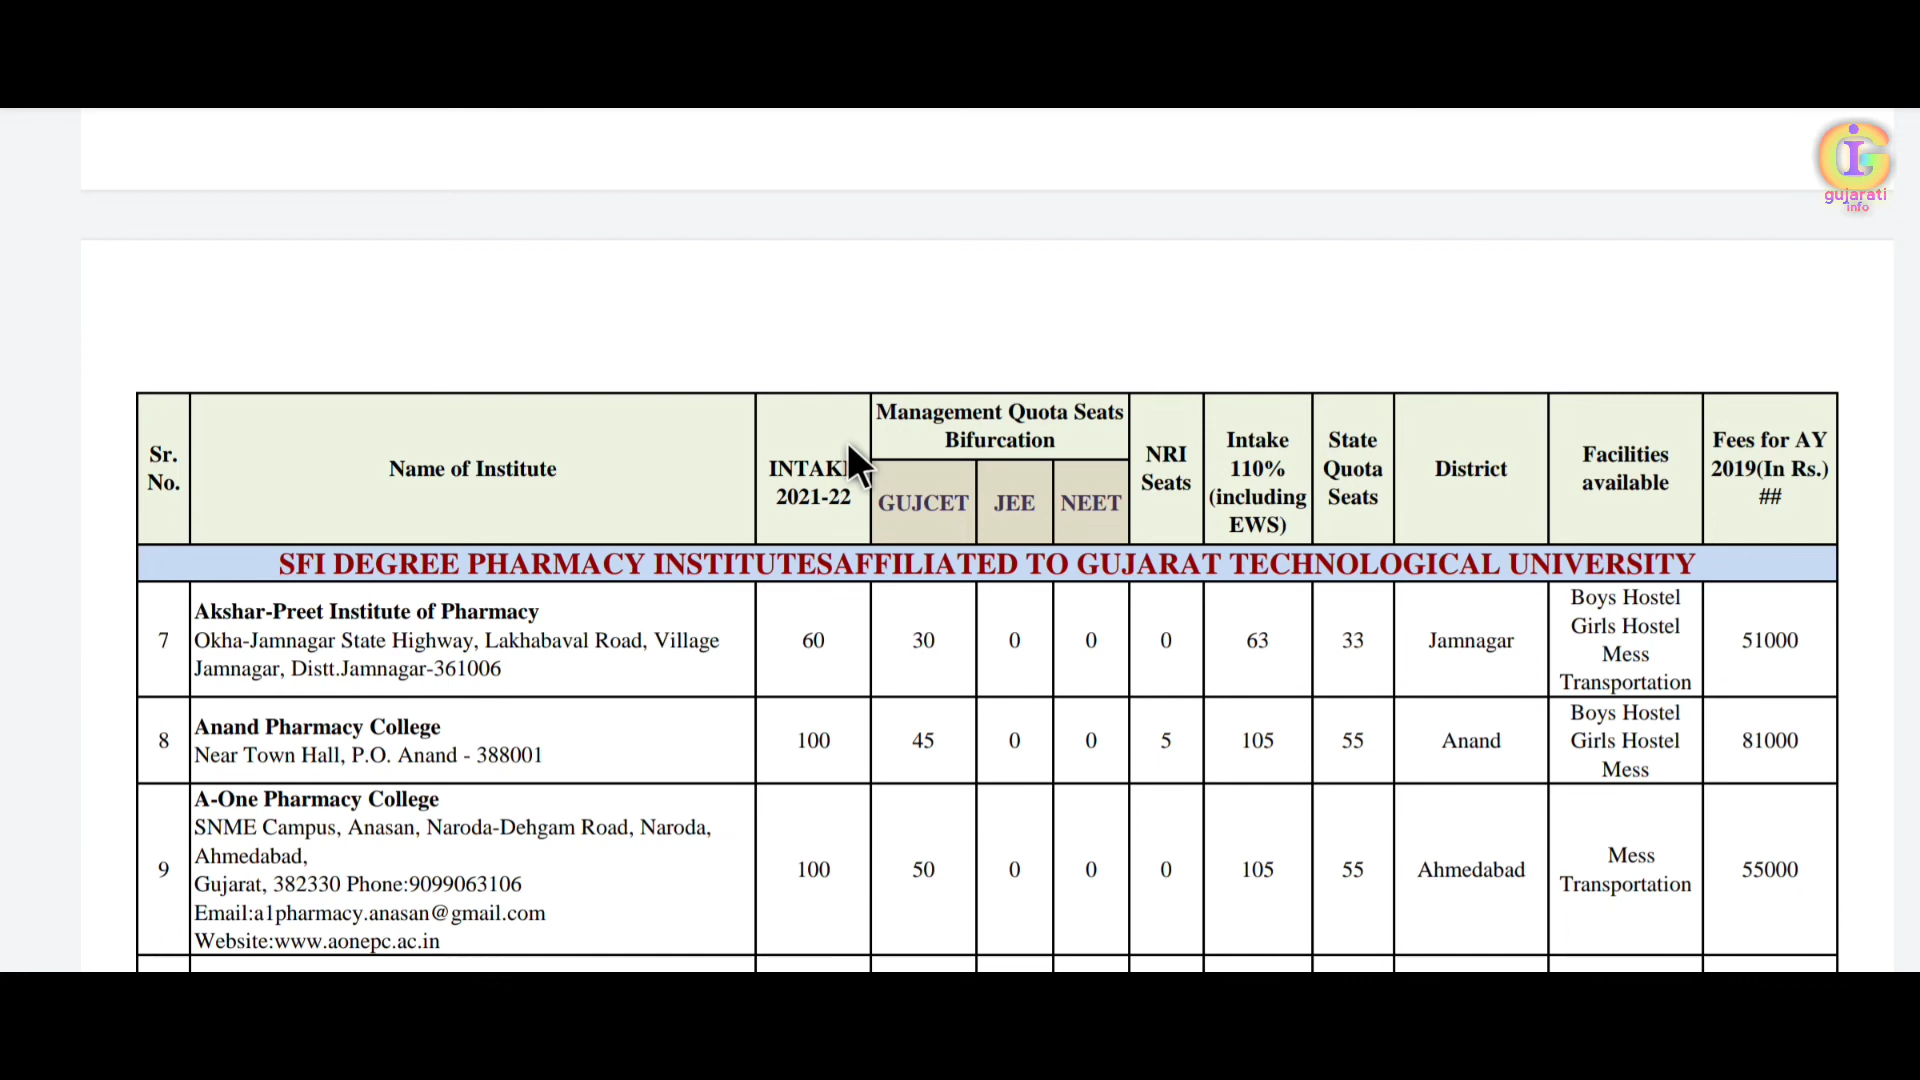 gujarati
info
Sr.
No.
Name of Institute
INTAK
2021-22
Management Quota Seats
Bifurcation
GUJCET
JEE
NEET
NRI
Seats
Intake
110%
(including
EWS)
State
Quota
Seats
District
Facilities
available
Fees for AY
2019(In Rs.)
##
SFI DEGREE PHARMACY INSTITUTESAFFILIATED TO GUJARAT TECHNOLOGICAL UNIVERSITY
7
Akshar-Preet Institute of Pharmacy
Okha-Jamnagar State Highway, Lakhabaval Road, Village
Jamnagar, Distt.Jamnagar-361006
60
30
0
0
0
63
33
Jamnagar
Boys Hostel
Girls Hostel
Mess
Transportation
51000
8
Anand Pharmacy College
Near Town Hall, P.O. Anand - 388001
100
45
0
0
5
105
55
Anand
Boys Hostel
Girls Hostel
Mess
81000
9
A-One Pharmacy College
SNME Campus, Anasan, Naroda-Dehgam Road, Naroda,
Ahmedabad,
Gujarat, 382330 Phone:9099063106
Email:a1pharmacy.anasan@gmail.com
Website:www.aonepc.ac.in
100
50
0
0
0
105
55
Ahmedabad
Mess
Transportation
55000